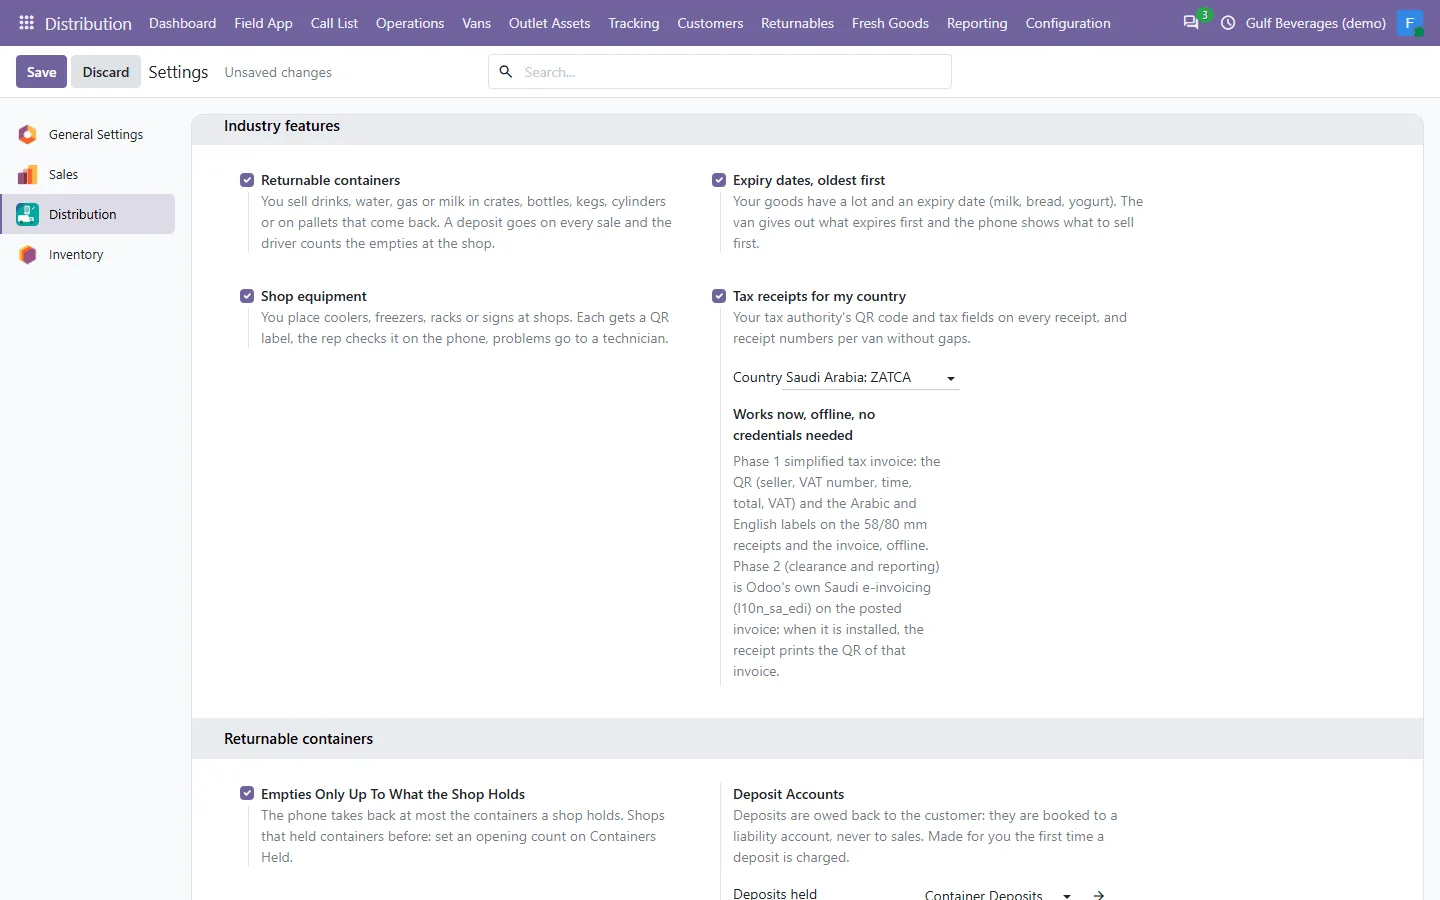 Distribution
Dashboard
Field App
Call List
Operations
Vans
Outlet Assets
Tracking
Customers
Returnables
Fresh Goods
Reporting
Configuration
3
Gulf Beverages (demo)
F
Save
Discard
Settings
Unsaved changes
Search...
General Settings
Sales
Distribution
Inventory
Industry features
Returnable containers
You sell drinks, water, gas or milk in crates, bottles, kegs, cylinders
or on pallets that come back. A deposit goes on every sale and the
driver counts the empties at the shop.
Expiry dates, oldest first
Your goods have a lot and an expiry date (milk, bread, yogurt). The
van gives out what expires first and the phone shows what to sell
first.
Shop equipment
You place coolers, freezers, racks or signs at shops. Each gets a QR
label, the rep checks it on the phone, problems go to a technician.
Tax receipts for my country
Your tax authority's QR code and tax fields on every receipt, and
receipt numbers per van without gaps.
Country Saudi Arabia: ZATCA
Works now, offline, no
credentials needed
Phase 1 simplified tax invoice: the
QR (seller, VAT number, time,
total, VAT) and the Arabic and
English labels on the 58/80 mm
receipts and the invoice, offline.
Phase 2 (clearance and reporting)
is Odoo's own Saudi e-invoicing
(l10n_sa_edi) on the posted
invoice: when it is installed, the
receipt prints the QR of that
invoice.
Returnable containers
Empties Only Up To What the Shop Holds
The phone takes back at most the containers a shop holds. Shops
that held containers before: set an opening count on Containers
Held.
Deposit Accounts
Deposits are owed back to the customer: they are booked to a
liability account, never to sales. Made for you the first time a
deposit is charged.
Deposits held
Container Deposits